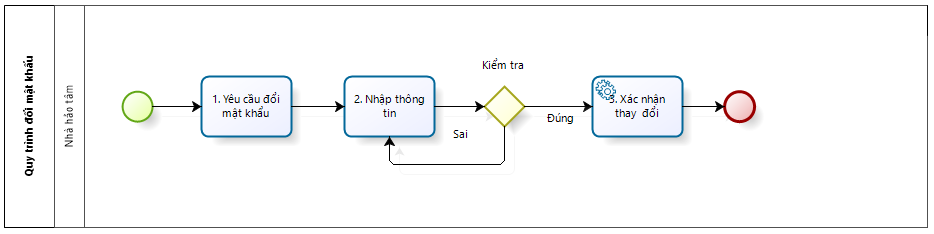 Quy trình đổi mật khẩu
Nhà hảo tâm
1. Yêu cầu đổi
mật khẩu
2. Nhập thông
tin
Kiểm tra
Sai
Đúng
3. Xác nhận
thay đổi